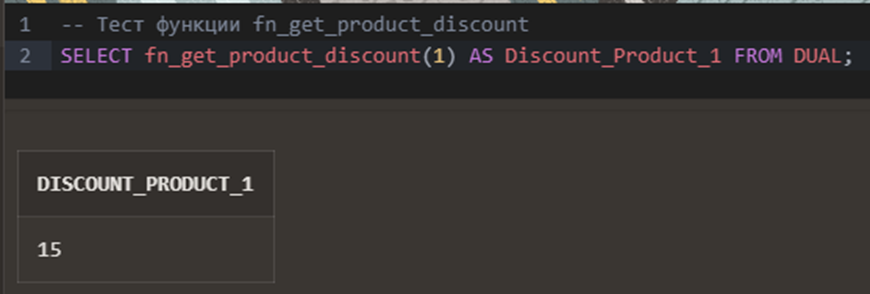 1 -- Тест функции fn_get_product_discount
2 SELECT fn_get_product_discount(1) AS Discount_Product_1 FROM DUAL;
DISCOUNT_PRODUCT_1
15